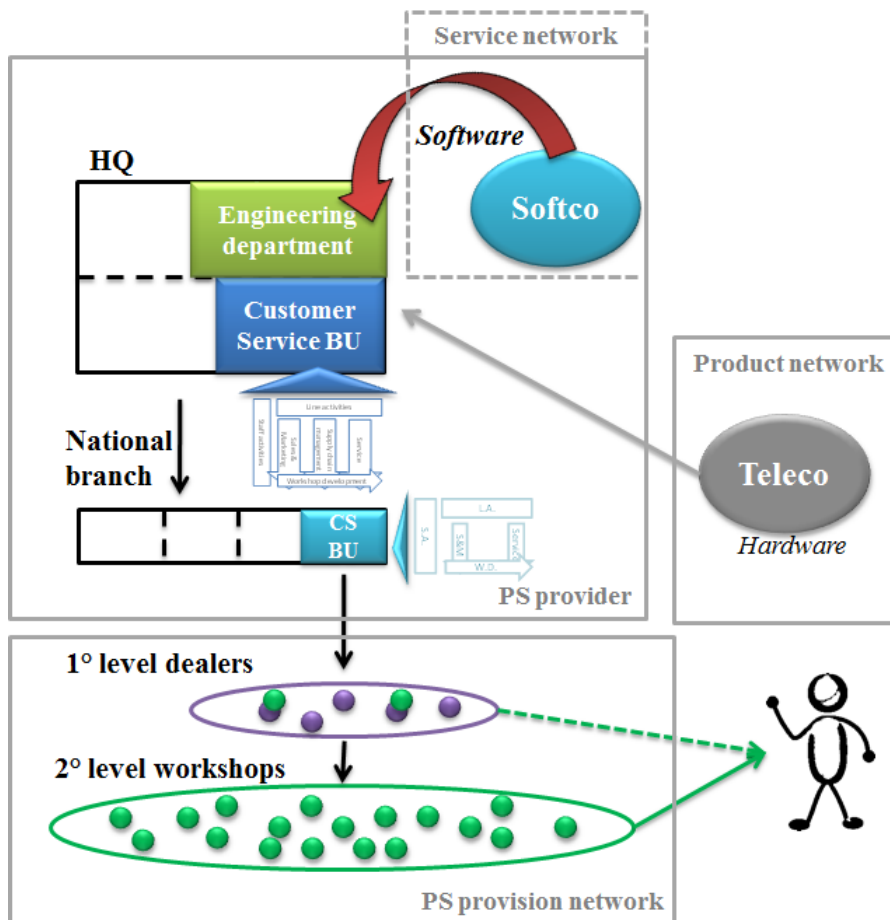 Service network
Software
HQ
Softco
Engineering
department
Customer
Service BU
Product network
Line activities
Staff activities
Sales &
Marketing
Supply chain
management
Service
Workshop development
National
branch
Teleco
Hardware
CS
BU
L.A.
S.A.
S&M
Service
W.D.
PS provider
1° level dealers
2° level workshops
PS provision network